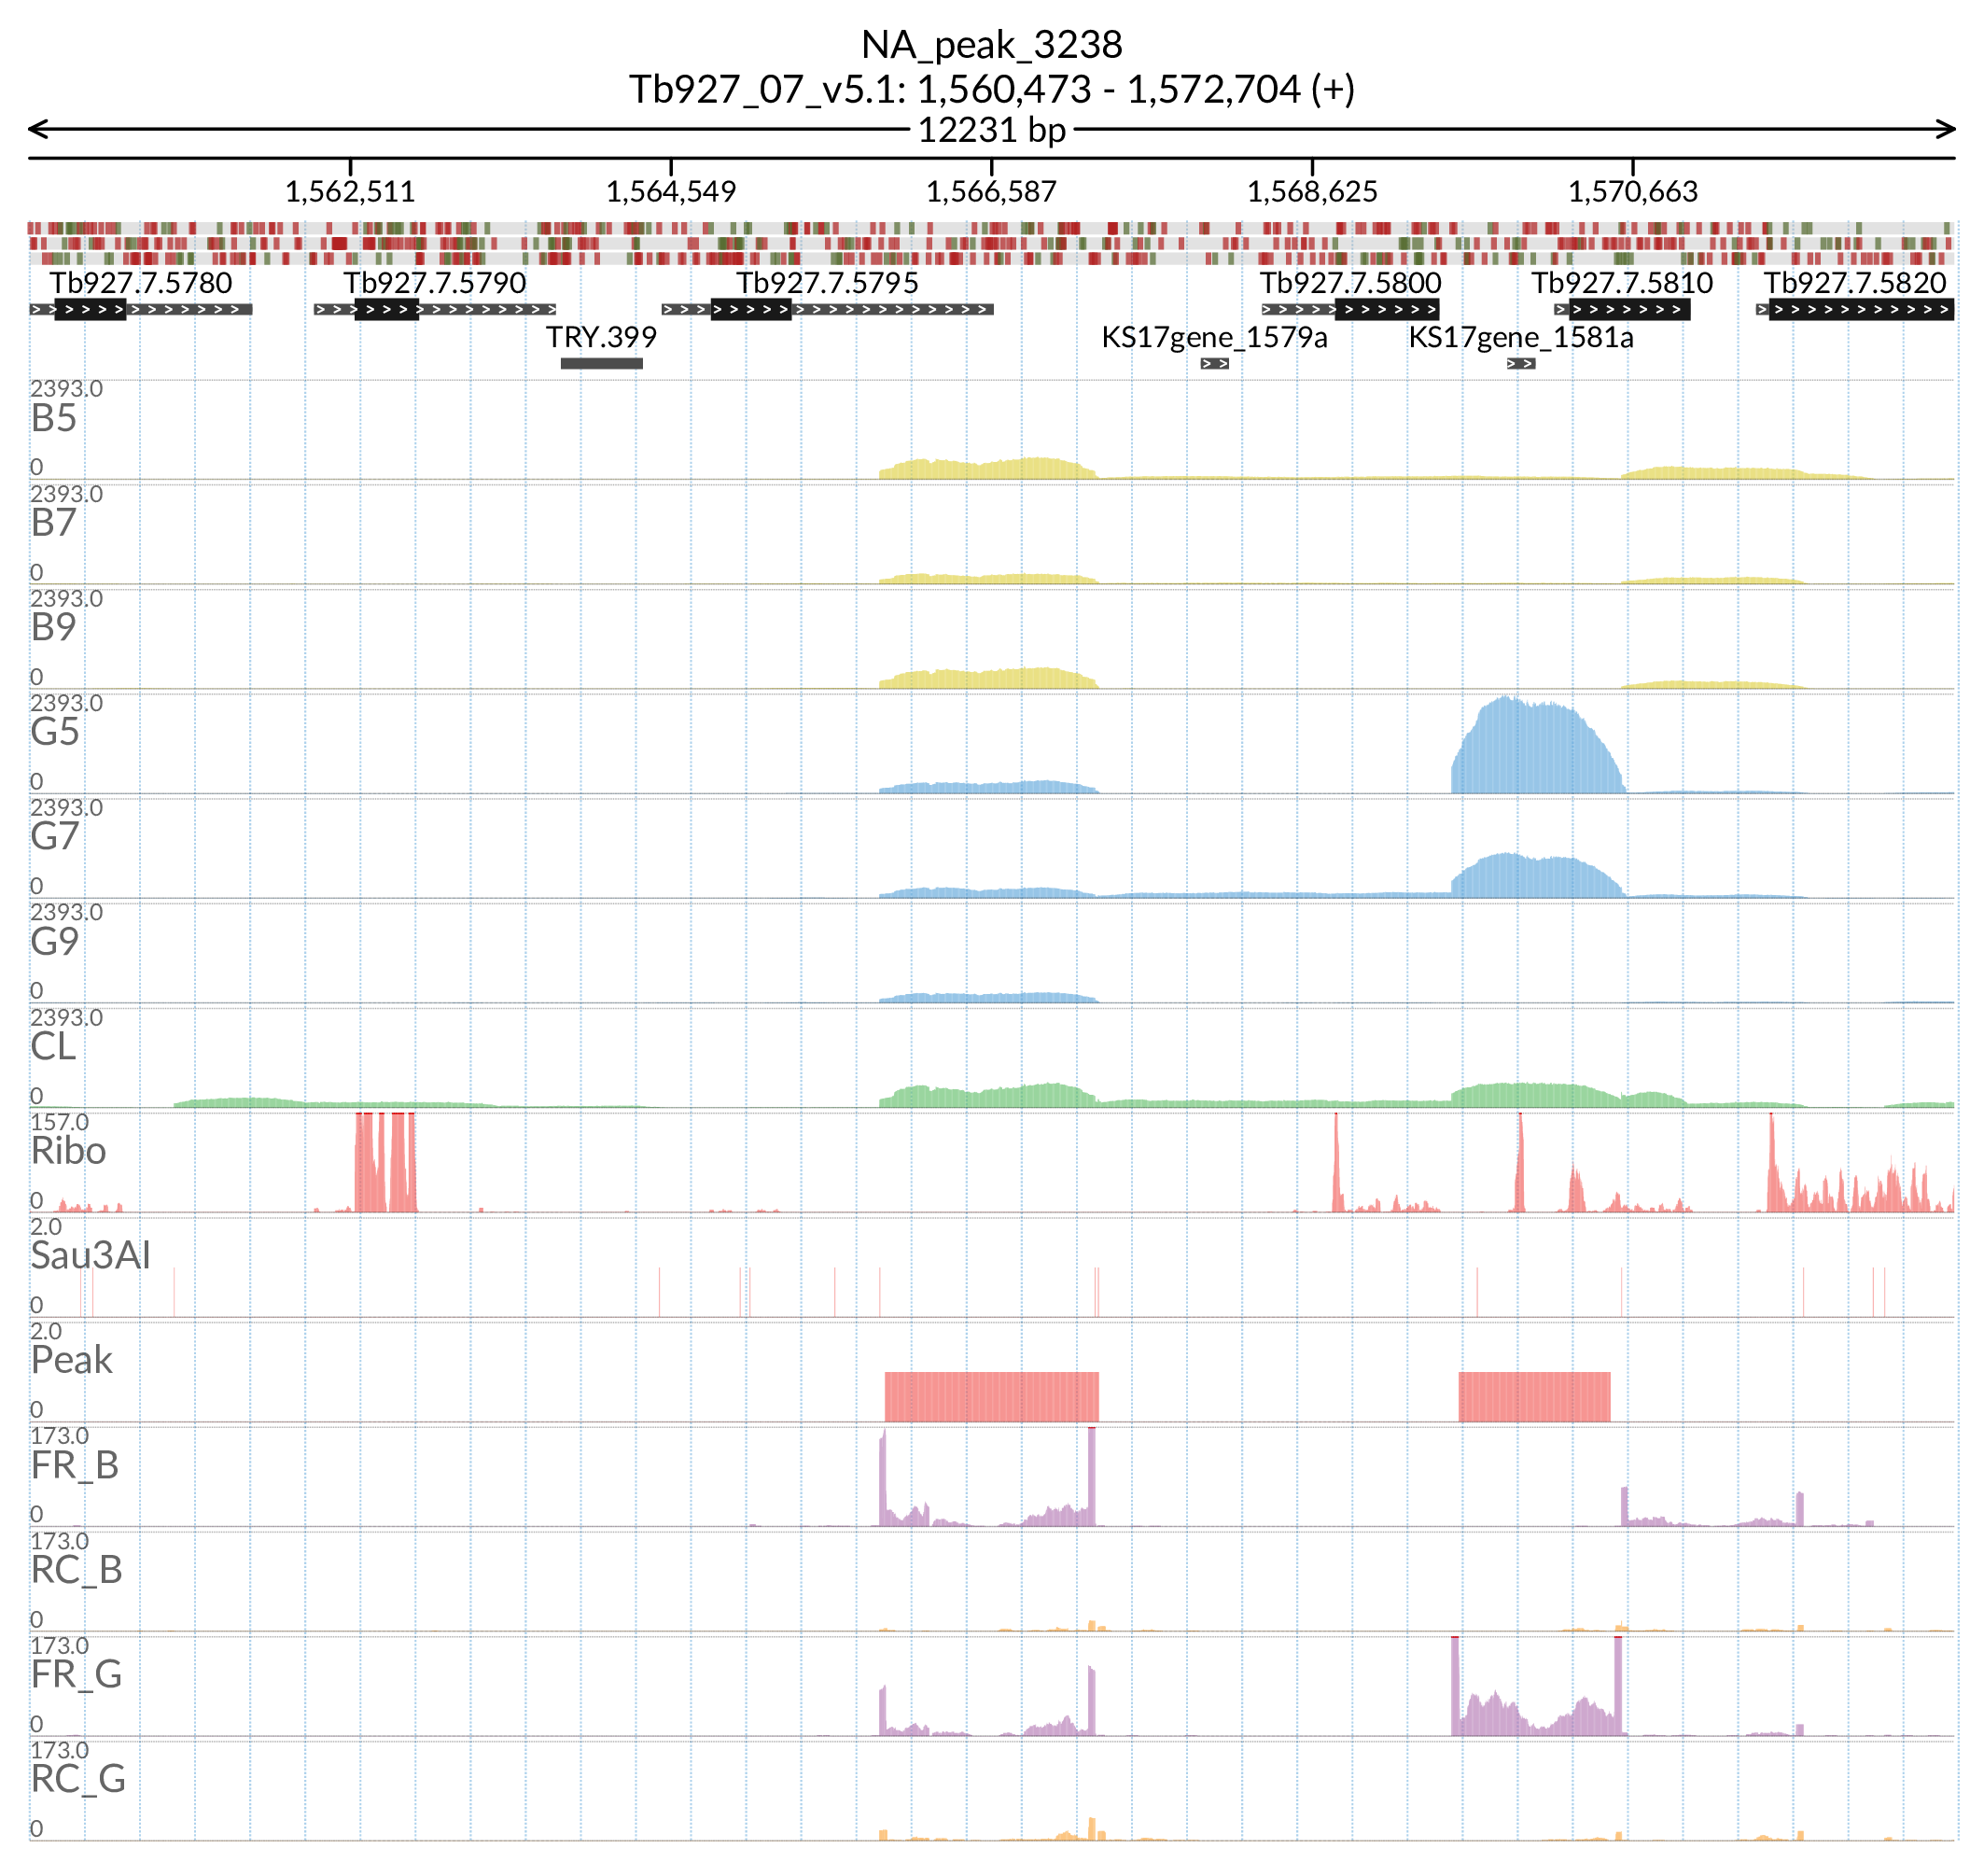 NA_peak_3238
Tb927_07_v5.1: 1,560,473 - 1,572,704 (+)
12231 bp
1,562,511 1,564,549 1,566,587 1,568,625 1,570,663
Tb927.7.5780 Tb927.7.5790 Tb927.7.5795 Tb927.7.5800 Tb927.7.5810 Tb927.7.5820
TRY.399 KS17gene_1579a KS17gene_1581a
2393.0
B5
0
2393.0
B7
0
2393.0
B9
0
2393.0
G5
0
2393.0
G7
0
2393.0
G9
0
2393.0
CL
0
157.0
Ribo
0
2.0
Sau3AI
0
2.0
Peak
0
173.0
FR_B
0
173.0
RC_B
0
173.0
FR_G
0
173.0
RC_G
0